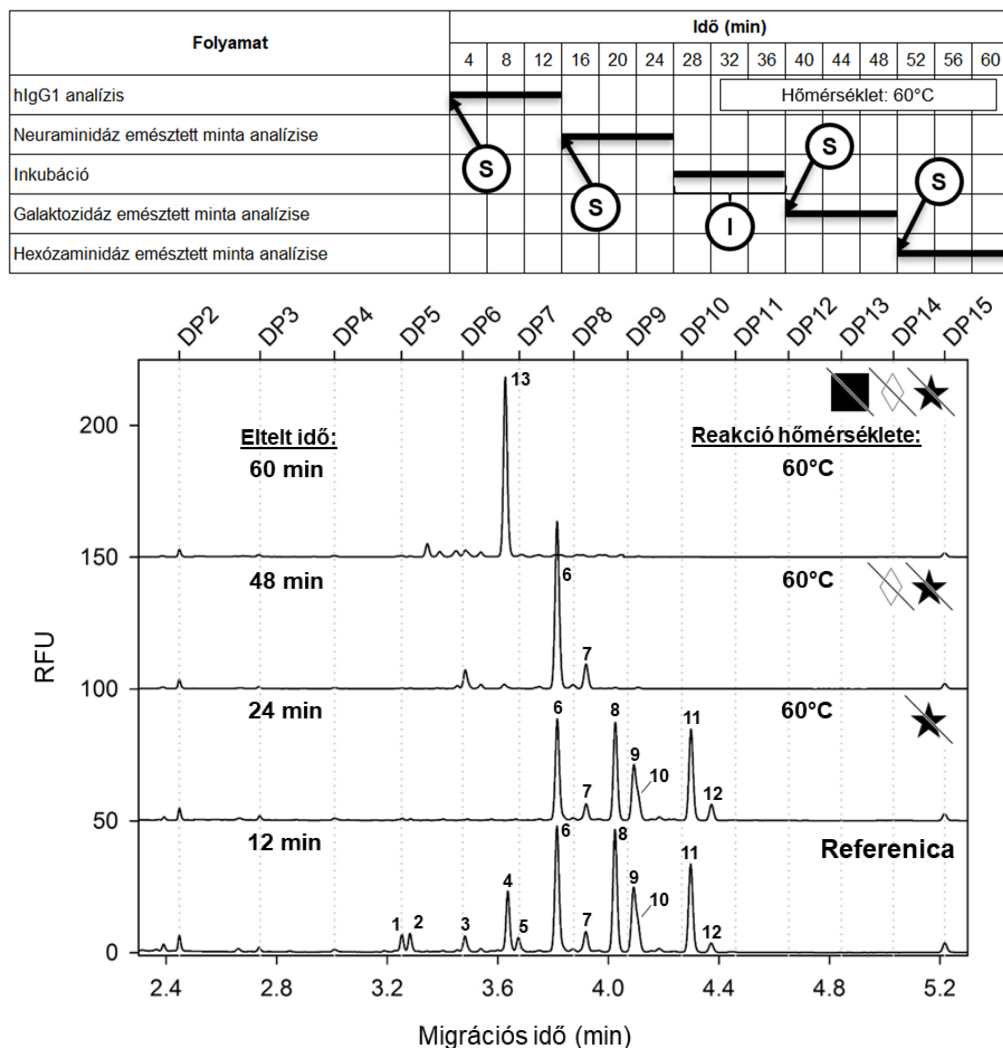 Folyamat
Idő (min)
4 8 12 16 20 24 28 32 36 40 44 48 52 56 60
hIgG1 analízis
Hőmérséklet: 60°C
Neuraminidáz emésztett minta analízise
S
S
Inkubáció
S
S
Galaktozidáz emésztett minta analízise
I
Hexózaminidáz emésztett minta analízise
DP2 DP3 DP4 DP5 DP6 DP7 DP8 DP9 DP10 DP11 DP12 DP13 DP14 DP15
13
200
Eltelt idő:
Reakció hőmérséklete:
60 min
60°C
150
48 min
6
60°C
7
100
24 min
60°C
6 8 11
9 10
7 12
50
12 min
Referenica
6 8 11
4 9 10
1 2 3 5 7 12
0
RFU
2.4 2.8 3.2 3.6 4.0 4.4 4.8 5.2
Migrációs idő (min)